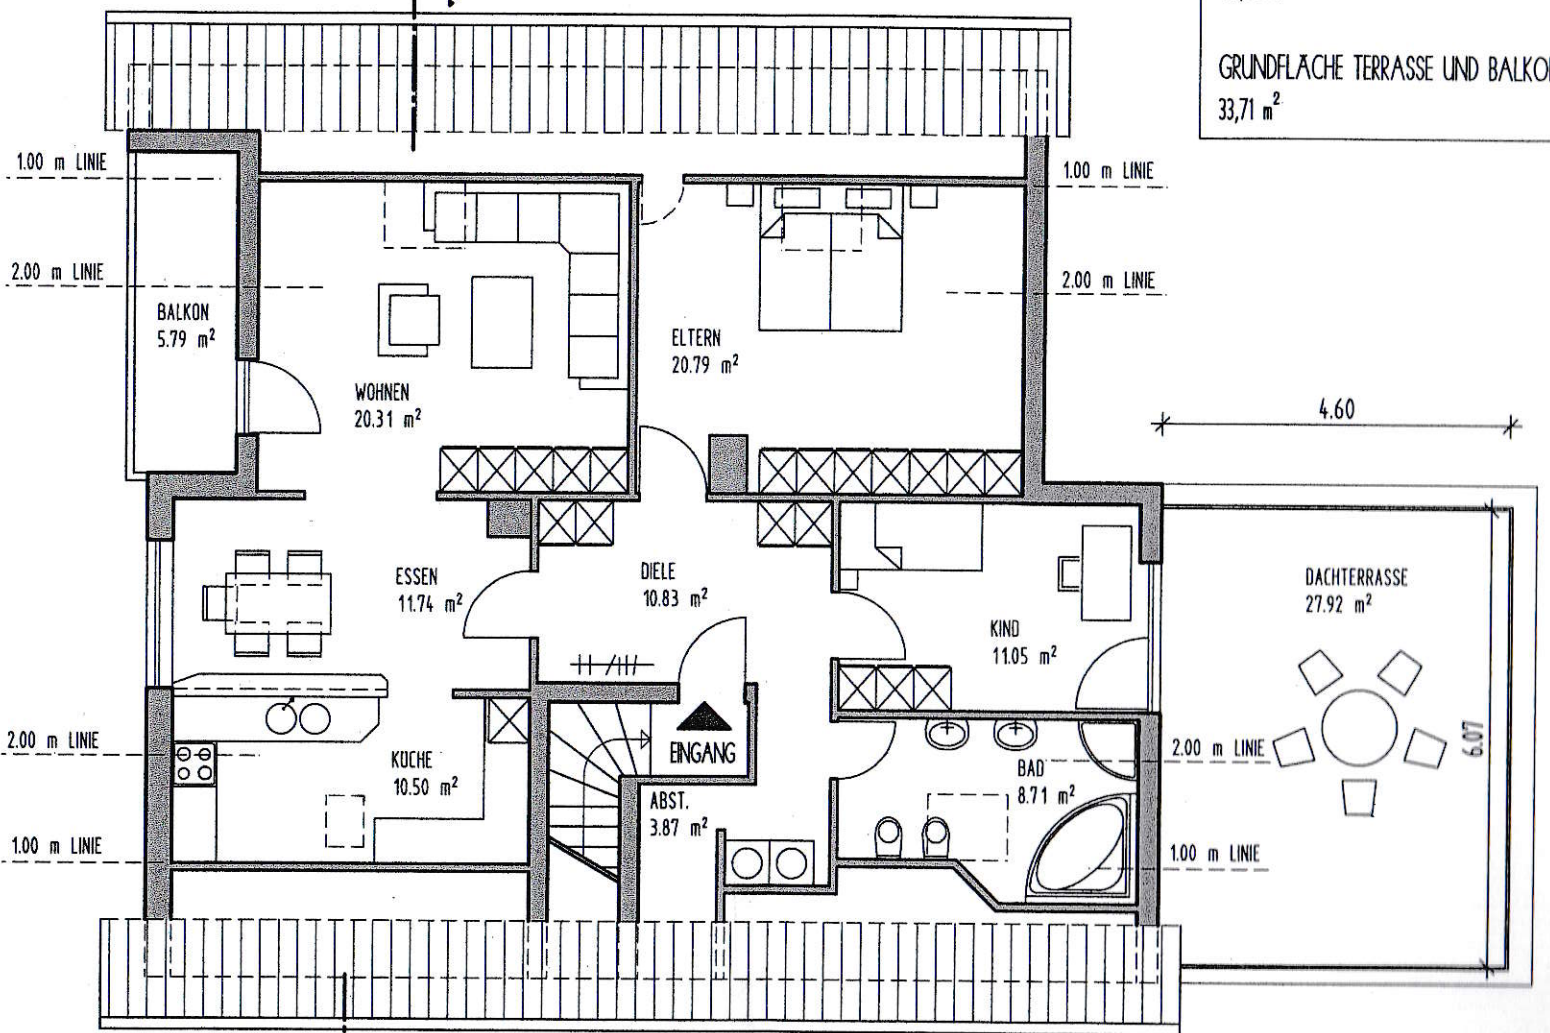 GRUNDFLÄCHE TERRASSE UND BALKON
33,71 m²
1.00 m LINIE
1.00 m LINIE
2.00 m LINIE
2.00 m LINIE
BALKON
5.79 m²
ELTERN
20.79 m²
WOHNEN
20.31 m²
4.60
ESSEN
11.74 m²
DIELE
10.83 m²
DACHTERRASSE
27.92 m²
KIND
11.05 m²
6.07
2.00 m LINIE
EINGANG
2.00 m LINIE
KÜCHE
10.50 m²
BAD
8.71 m²
ABST.
3.87 m²
1.00 m LINIE
1.00 m LINIE